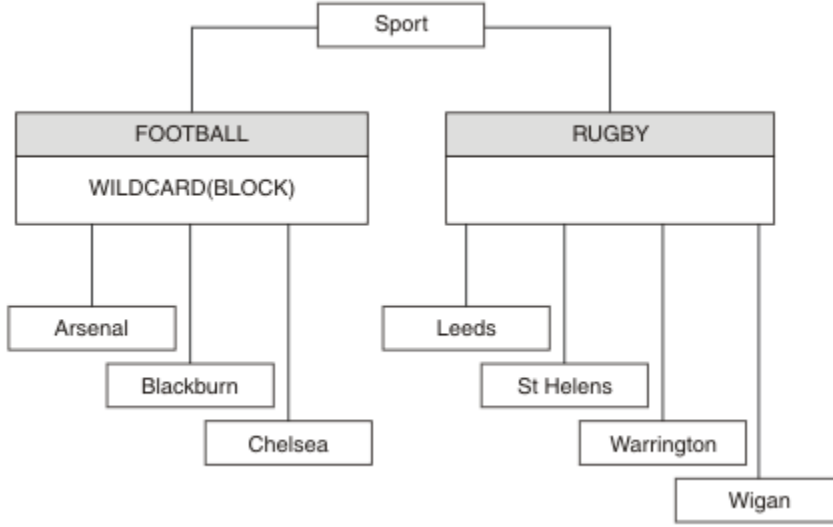 Sport
FOOTBALL
RUGBY
WILDCARD(BLOCK)
Arsenal
Leeds
Blackburn
St Helens
Chelsea
Warrington
Wigan